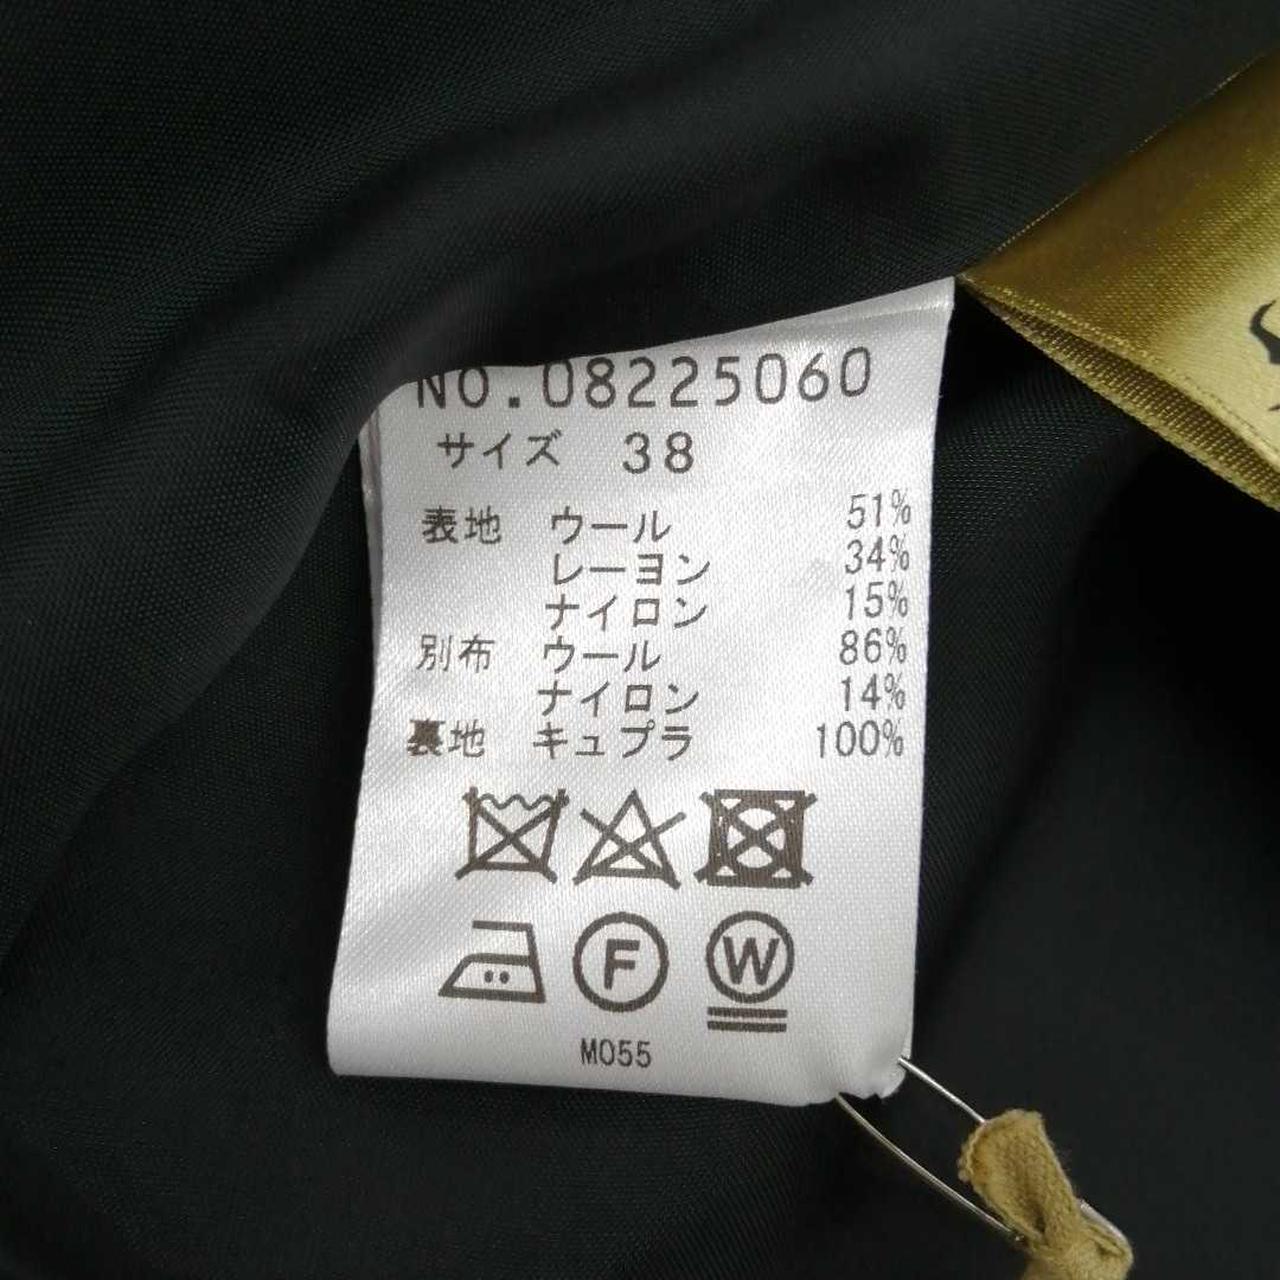 NO.08225060
サイズ 38
表地 ウール 51%
レーヨン 34%
ナイロン 15%
別布 ウール 86%
ナイロン 14%
裏地 キュプラ 100%
F W
M055